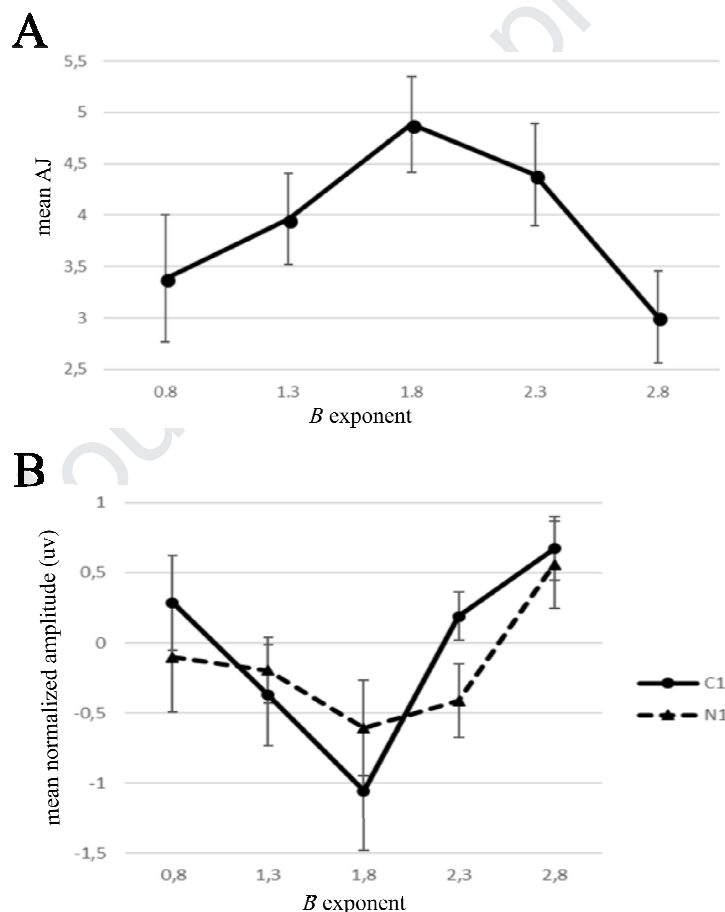 A
5,5
5
4,5
4
3,5
3
2,5
mean AJ
0.8 1.3 1.8 2.3 2.8
B exponent
B
1
0,5
0
-0,5
-1
-1,5
mean normalized amplitude (uv)
C1
N1
0,8 1,3 1,8 2,3 2,8
B exponent